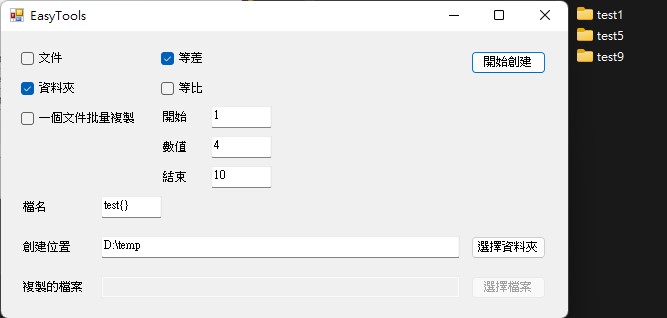 EasyTools
文件
等差
開始創建
資料夾
等比
一個文件批量複製
開始
1
數值
4
結束
10
檔名
test{}
創建位置
D:\temp
選擇資料夾
複製的檔案
選擇檔案
test1
test5
test9